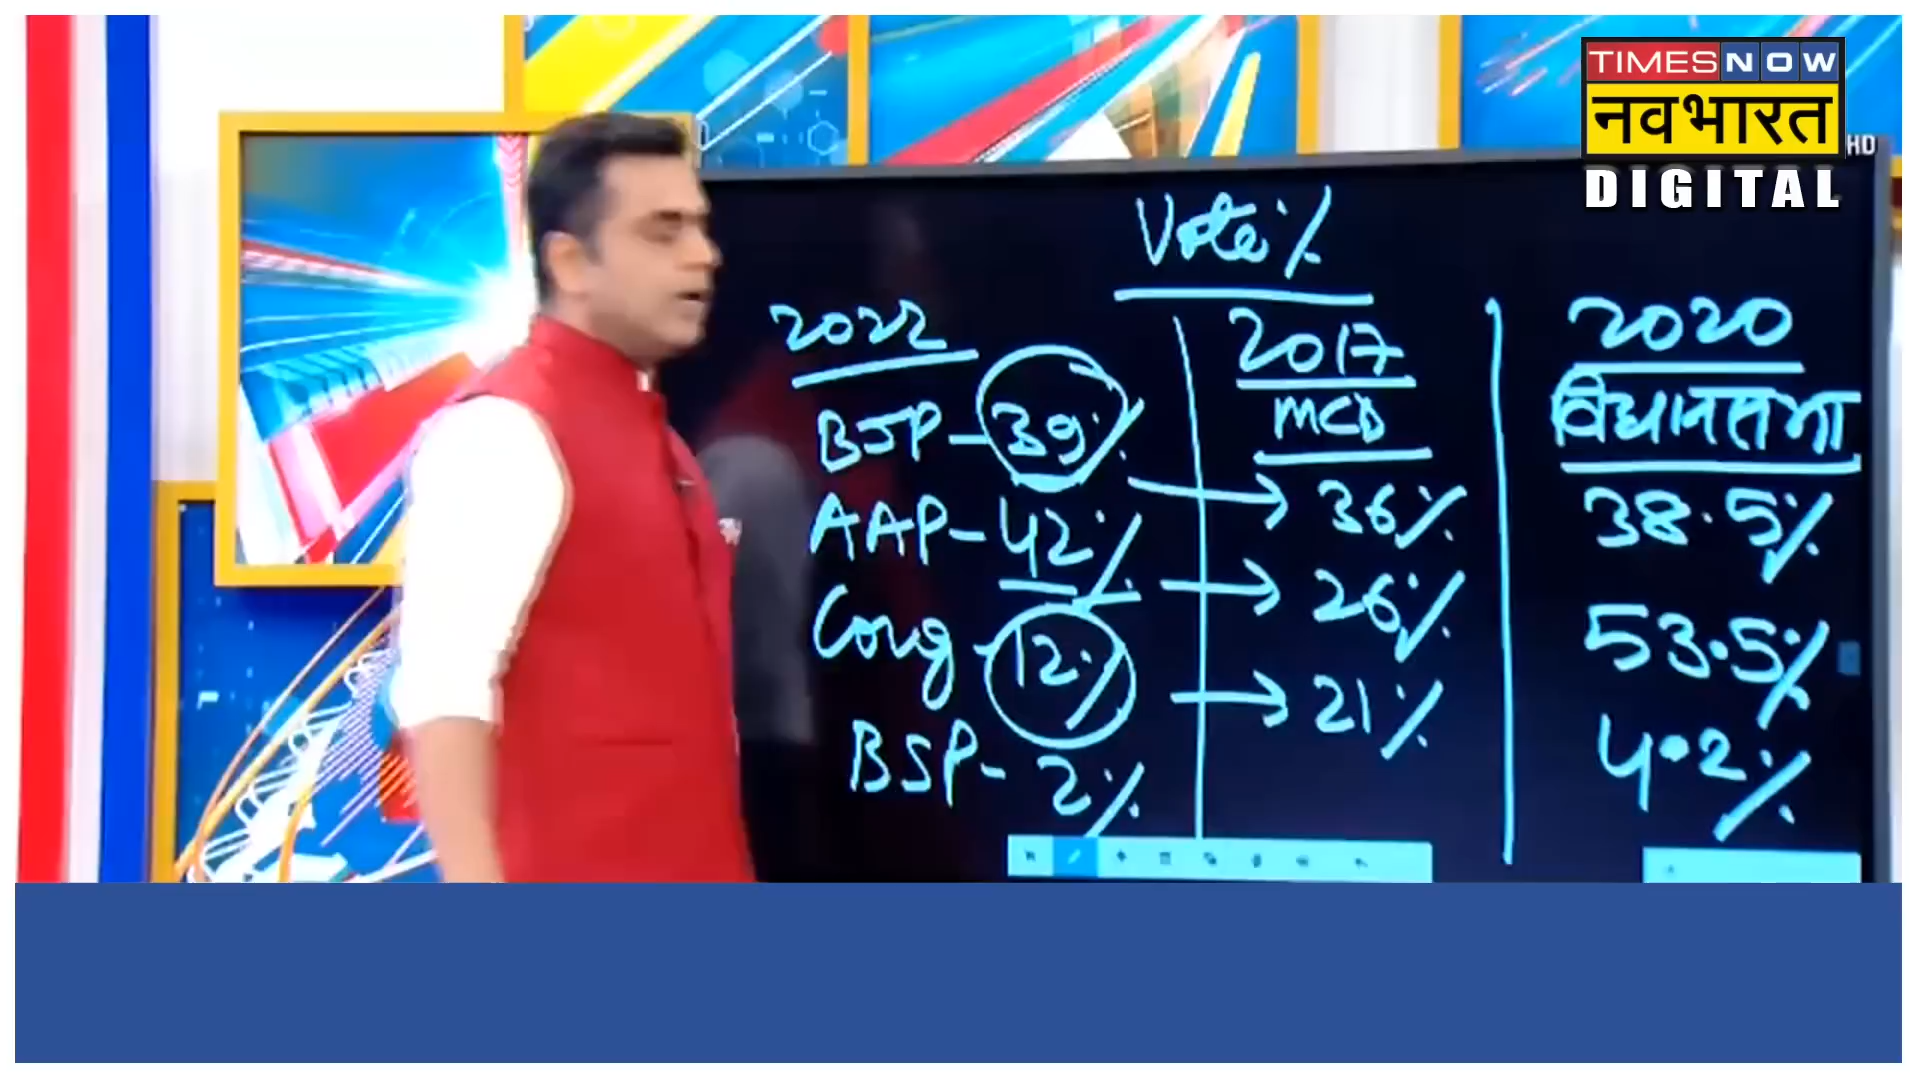 TIMES NOW
नवभारत
HD
DIGITAL
Vote %
2022
BJP - 39%
AAP - 42%
Cong - 12%
BSP - 2%
2017
MCD
36%
26%
21%
2020
विधानसभा
38.5%
53.5%
4.2%